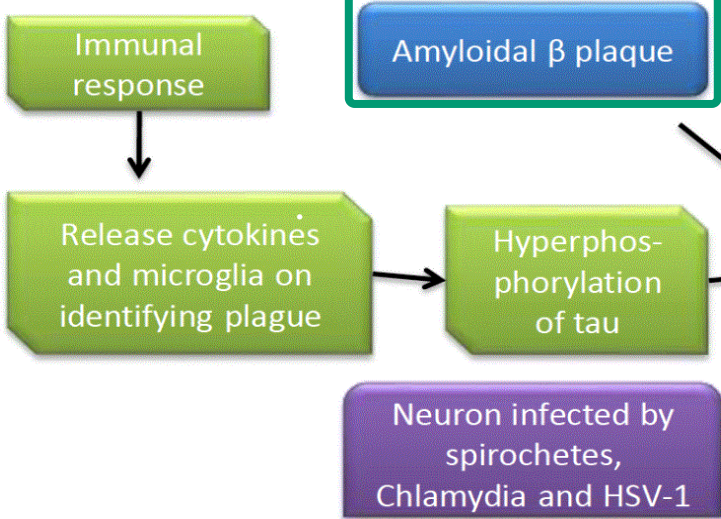 Immunal
response
Amyloidal β plaque
Release cytokines
and microglia on
identifying plague
Hyperphos-
phorylation
of tau
Neuron infected by
spirochetes,
Chlamydia and HSV-1